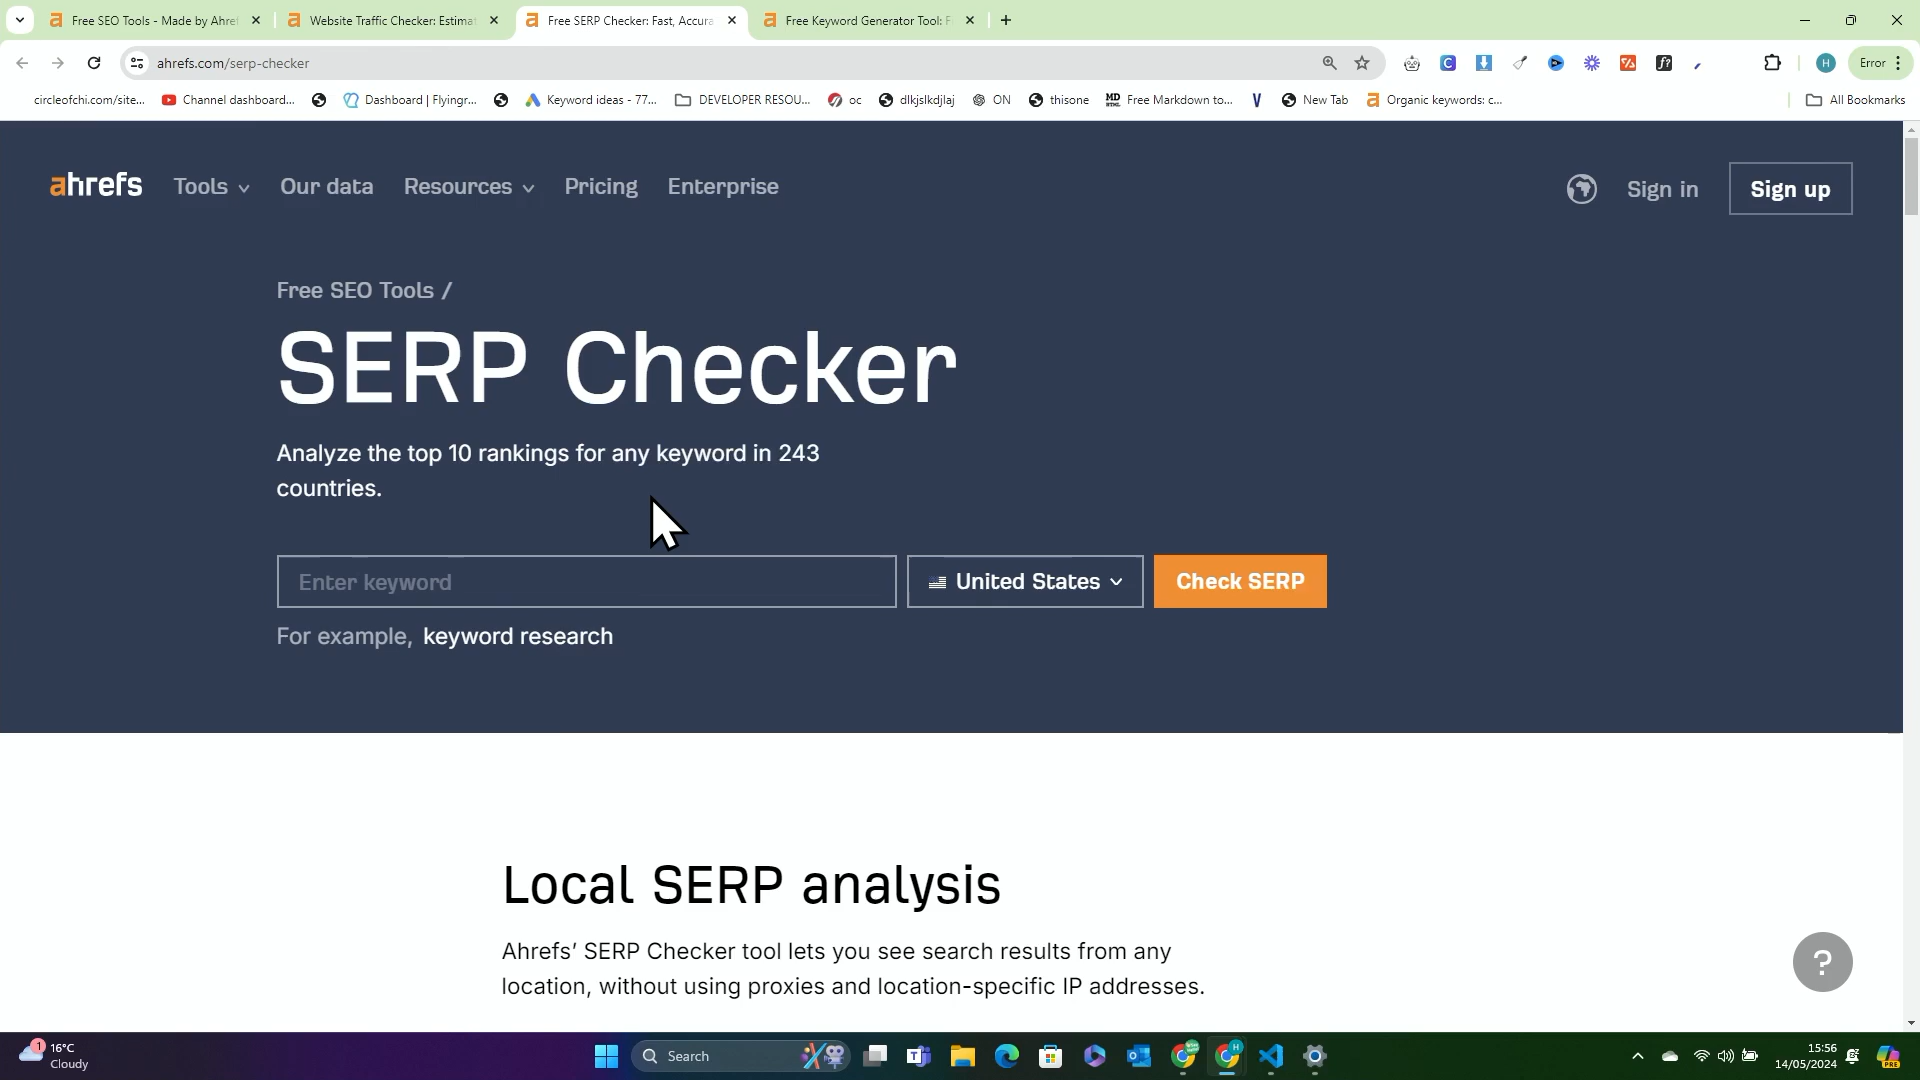 Free SEO Tools - Made by Ahref
Website Traffic Checker: Estima
Free SERP Checker: Fast, Accura
Free Keyword Generator Tool: F
ahrefs.com/serp-checker
H
Error
circleofchi.com/site...
Channel dashboard...
Dashboard | Flyingr...
Keyword ideas - 77...
DEVELOPER RESOU...
oc
dlkjslkdjlaj
ON
thisone
Free Markdown to...
New Tab
Organic keywords: c...
All Bookmarks
ahrefs
Tools
Our data
Resources
Pricing
Enterprise
Sign in
Sign up
Free SEO Tools /
SERP Checker
Analyze the top 10 rankings for any keyword in 243
countries.
Enter keyword
United States
Check SERP
For example, keyword research
Local SERP analysis
Ahrefs' SERP Checker tool lets you see search results from any
location, without using proxies and location-specific IP addresses.
?
1
16°C
Cloudy
Search
15:56
14/05/2024